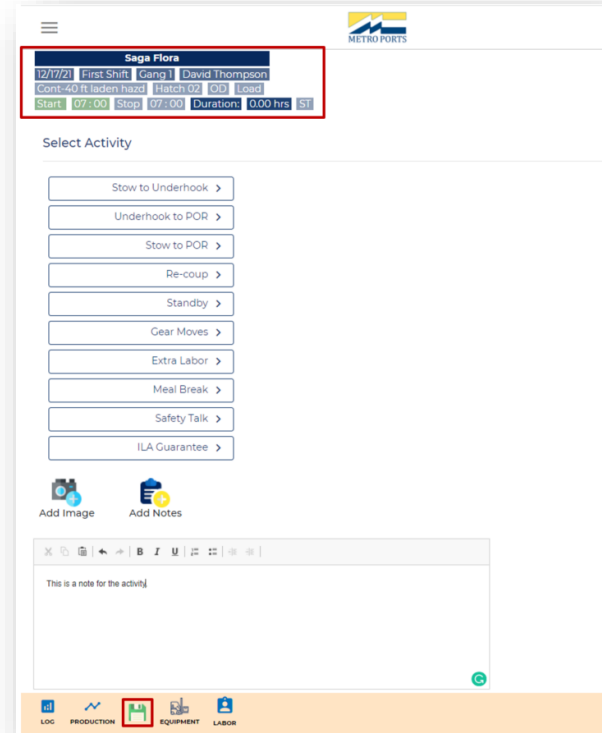 METRO PORTS
Saga Flora
12/17/21 First Shift Gang 1 David Thompson
Cont-40 ft laden hazd Hatch 02 OD Load
Start 07 : 00 Stop 07 : 00 Duration: 0.00 hrs ST
Select Activity
Stow to Underhook
Underhook to POR
Stow to POR
Re-coup
Standby
Gear Moves
Extra Labor
Meal Break
Safety Talk
ILA Guarantee
Add Image Add Notes
B I U
This is a note for the activity
LOG PRODUCTION EQUIPMENT LABOR